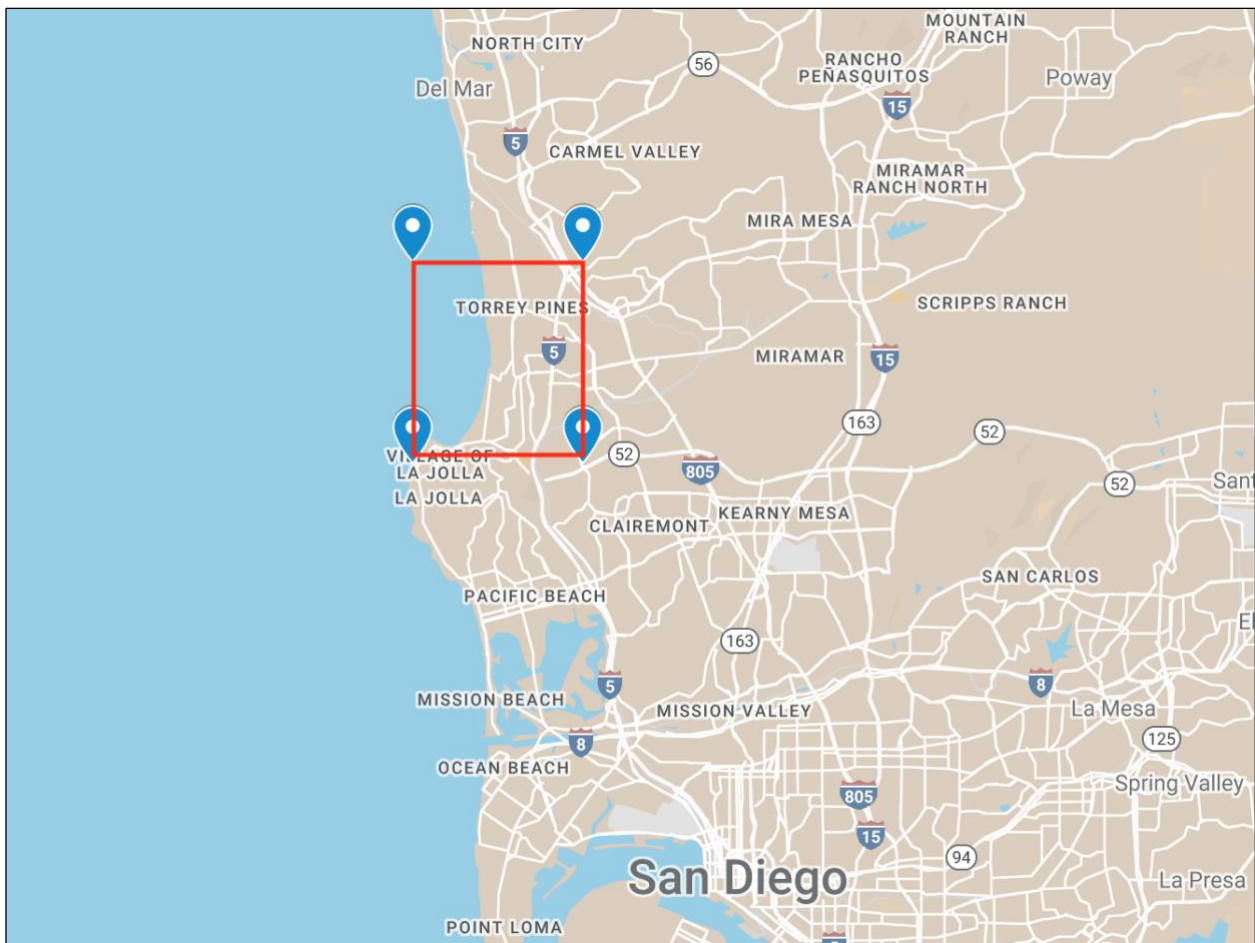 MOUNTAIN
RANCH
NORTH CITY
56
RANCHO
PEÑASQUITOS
Poway
Del Mar
15
5
CARMEL VALLEY
MIRAMAR
RANCH NORTH
MIRA MESA
TORREY PINES
SCRIPPS RANCH
5
MIRAMAR
15
163
52
VILLAGE OF
LA JOLLA
52
805
52
Sant
LA JOLLA
CLAIREMONT
KEARNY MESA
SAN CARLOS
PACIFIC BEACH
El
163
5
8
MISSION BEACH
MISSION VALLEY
La Mesa
8
125
OCEAN BEACH
Spring Valley
805
15
94
San Diego
La Presa
POINT LOMA